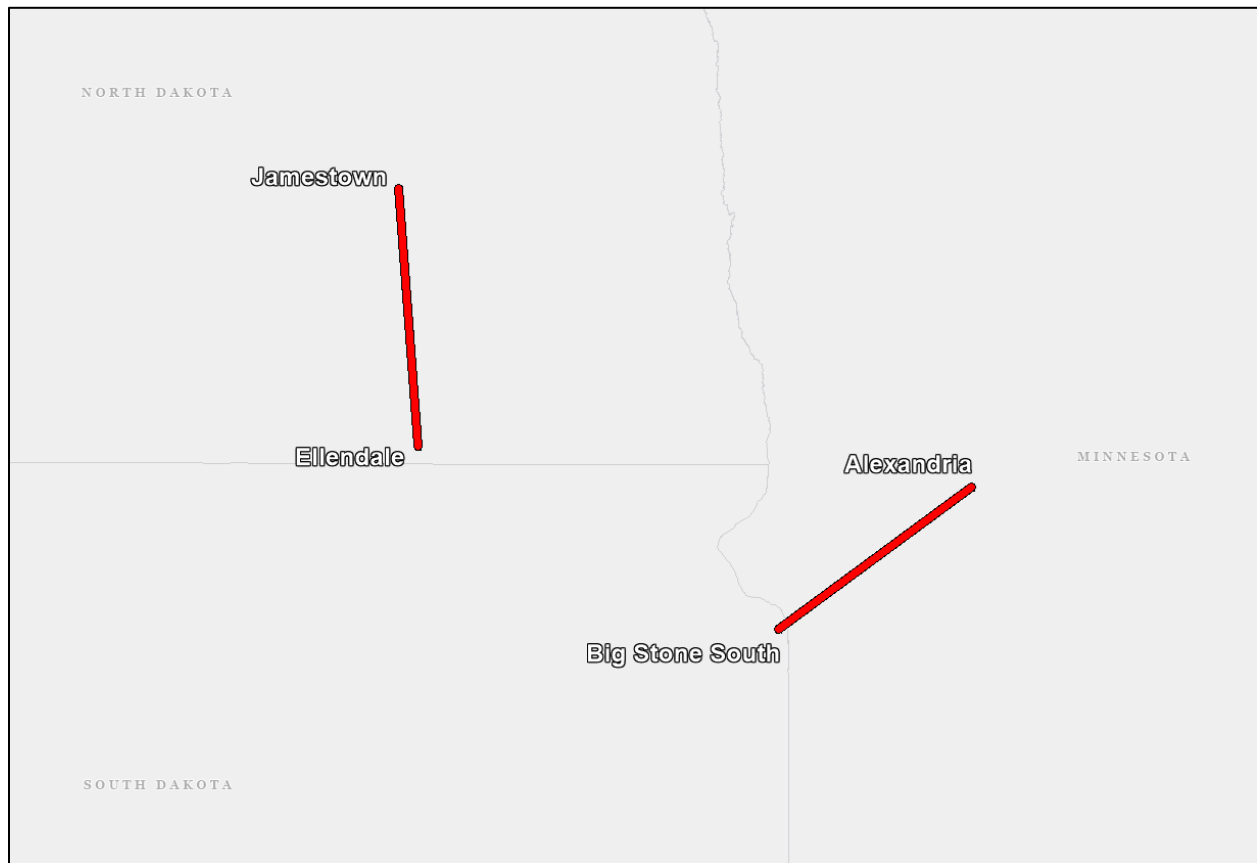 NORTH DAKOTA
Jamestown
Ellendale
Alexandria
MINNESOTA
Big Stone South
SOUTH DAKOTA